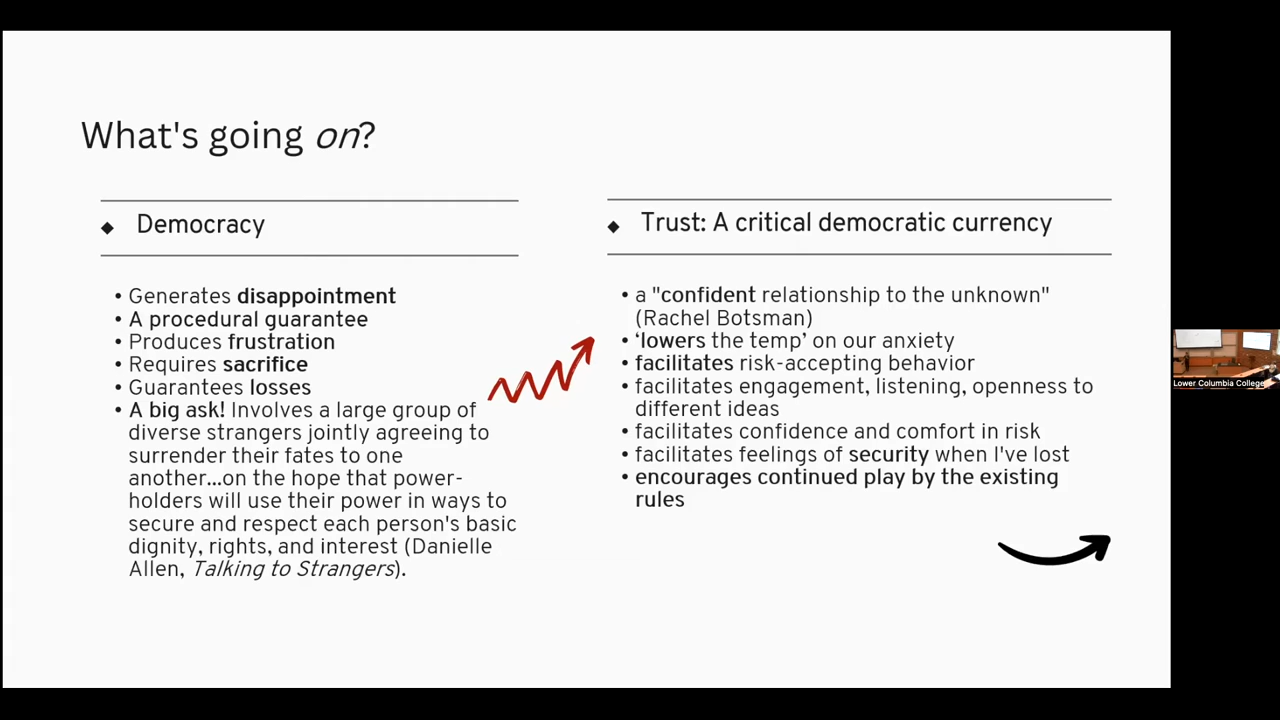 What's going on?
◆ Democracy
• Generates disappointment
• A procedural guarantee
• Produces frustration
• Requires sacrifice
• Guarantees losses
• A big ask! Involves a large group of
diverse strangers jointly agreeing to
surrender their fates to one
another...on the hope that power-
holders will use their power in ways to
secure and respect each person's basic
dignity, rights, and interest (Danielle
Allen, Talking to Strangers).
◆ Trust: A critical democratic currency
• a "confident relationship to the unknown"
(Rachel Botsman)
• ‘lowers the temp’ on our anxiety
• facilitates risk-accepting behavior
• facilitates engagement, listening, openness to
different ideas
• facilitates confidence and comfort in risk
• facilitates feelings of security when I've lost
• encourages continued play by the existing
rules
Lower Columbia College